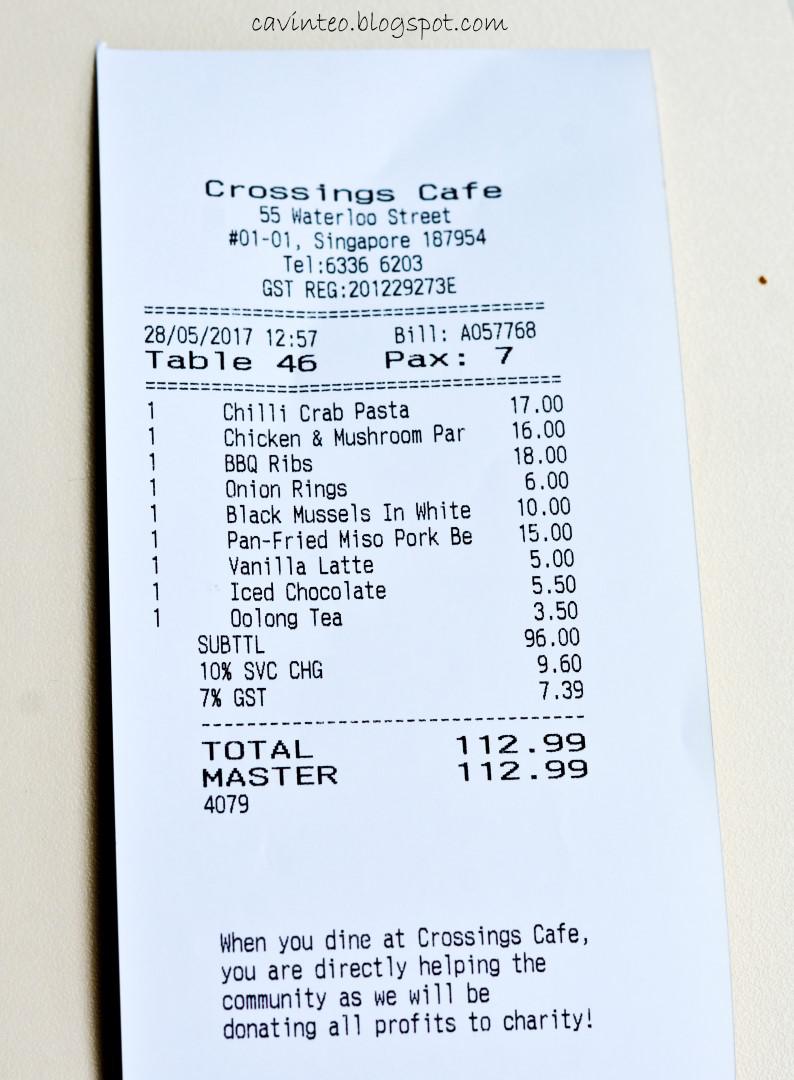 cavinteo.blogspot.com
Crossings Cafe
55 Waterloo Street
#01-01, Singapore 187954
Tel:6336 6203
GST REG:201229273E
======================================
28/05/2017 12:57 Bill: A057768
Table 46 Pax: 7
======================================
1 Chilli Crab Pasta 17.00
1 Chicken & Mushroom Par 16.00
1 BBQ Ribs 18.00
1 Onion Rings 6.00
1 Black Mussels In White 10.00
1 Pan-Fried Miso Pork Be 15.00
1 Vanilla Latte 5.00
1 Iced Chocolate 5.50
1 Oolong Tea 3.50
SUBTTL 96.00
10% SVC CHG 9.60
7% GST 7.39
--------------------------------------
TOTAL 112.99
MASTER 112.99
4079
When you dine at Crossings Cafe,
you are directly helping the
community as we will be
donating all profits to charity!